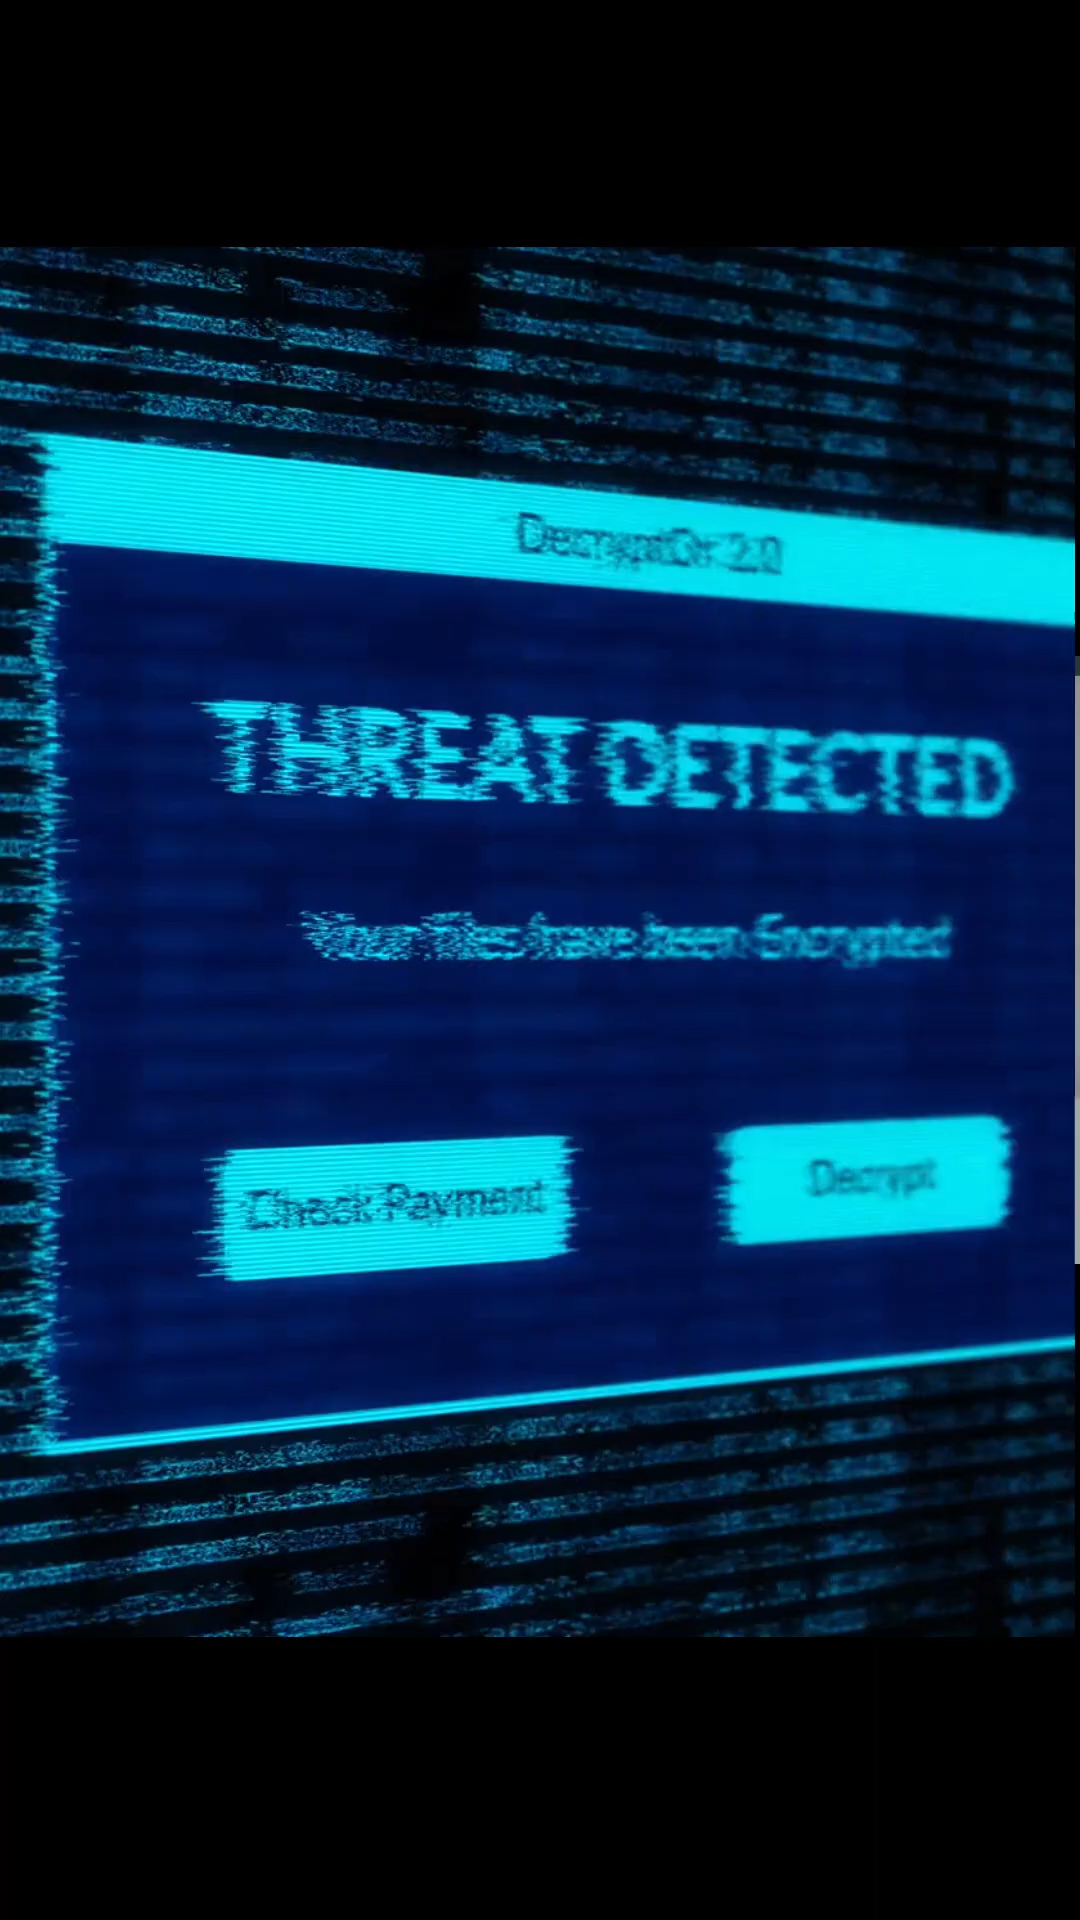 DecryptOr 2.0
THREAT DETECTED
Your files have been Encrypted
Check Payment
Decrypt